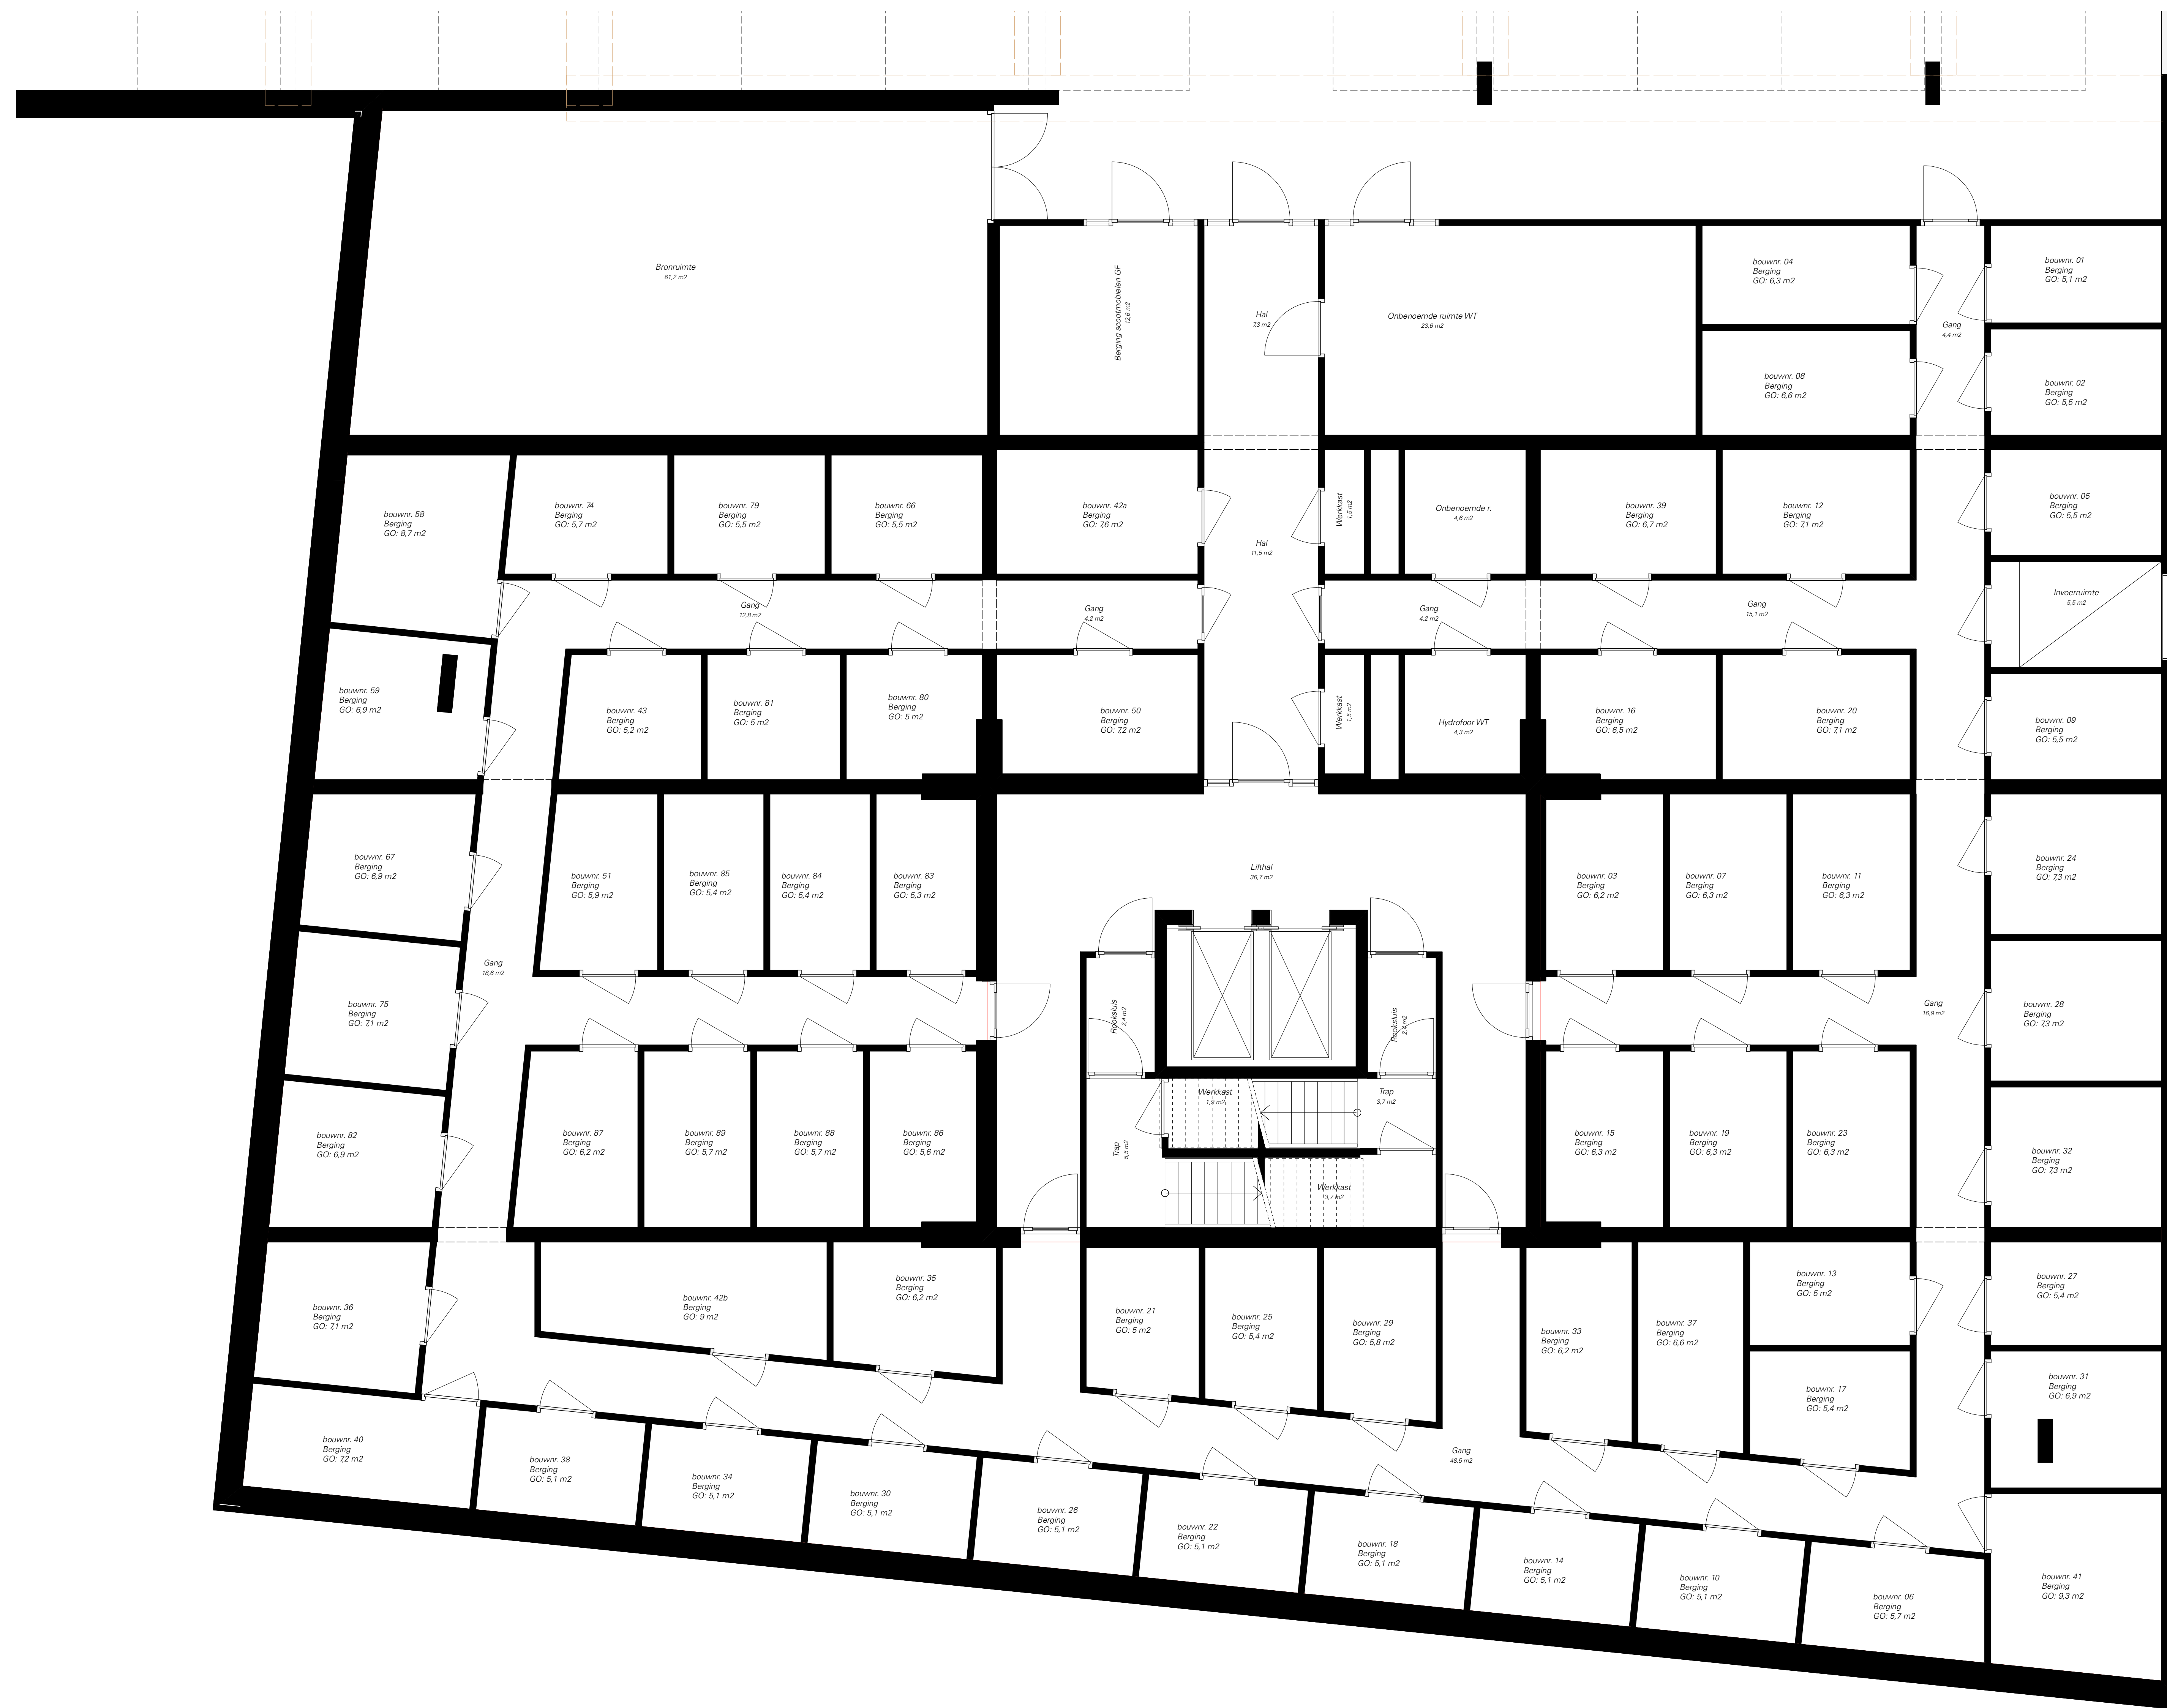 bouwnr. 04
Berging
GO: 6,3 m2
bouwnr. 01
Berging
GO: 5,1 m2
Bronruimte
61,2 m2
Berging scootmobielen GF
12,6 m2
Hal
7,3 m2
Onbenoemde ruimte WT
23,6 m2
Gang
4,4 m2
bouwnr. 08
Berging
GO: 6,6 m2
bouwnr. 02
Berging
GO: 5,5 m2
bouwnr. 58
Berging
GO: 8,7 m2
bouwnr. 74
Berging
GO: 5,7 m2
bouwnr. 79
Berging
GO: 5,5 m2
bouwnr. 66
Berging
GO: 5,5 m2
bouwnr. 42a
Berging
GO: 7,6 m2
Hal
11,5 m2
Werkkast
1,5 m2
Onbenoemde r.
4,6 m2
bouwnr. 39
Berging
GO: 6,7 m2
bouwnr. 12
Berging
GO: 7,1 m2
bouwnr. 05
Berging
GO: 5,5 m2
Gang
12,8 m2
Gang
4,2 m2
Gang
4,2 m2
Gang
15,1 m2
Invoerruimte
5,5 m2
bouwnr. 59
Berging
GO: 6,9 m2
bouwnr. 43
Berging
GO: 5,2 m2
bouwnr. 81
Berging
GO: 5 m2
bouwnr. 80
Berging
GO: 5 m2
bouwnr. 50
Berging
GO: 7,2 m2
Werkkast
1,5 m2
Hydrofoor WT
4,3 m2
bouwnr. 16
Berging
GO: 6,5 m2
bouwnr. 20
Berging
GO: 7,1 m2
bouwnr. 09
Berging
GO: 5,5 m2
bouwnr. 67
Berging
GO: 6,9 m2
bouwnr. 51
Berging
GO: 5,9 m2
bouwnr. 85
Berging
GO: 5,4 m2
bouwnr. 84
Berging
GO: 5,4 m2
bouwnr. 83
Berging
GO: 5,3 m2
Lifthal
36,7 m2
bouwnr. 03
Berging
GO: 6,2 m2
bouwnr. 07
Berging
GO: 6,3 m2
bouwnr. 11
Berging
GO: 6,3 m2
bouwnr. 24
Berging
GO: 7,3 m2
Gang
18,6 m2
bouwnr. 75
Berging
GO: 7,1 m2
Rooksluis
2,4 m2
Rooksluis
2,4 m2
Gang
16,9 m2
bouwnr. 28
Berging
GO: 7,3 m2
bouwnr. 82
Berging
GO: 6,9 m2
bouwnr. 87
Berging
GO: 6,2 m2
bouwnr. 89
Berging
GO: 5,7 m2
bouwnr. 88
Berging
GO: 5,7 m2
bouwnr. 86
Berging
GO: 5,6 m2
Trap
5,5 m2
Werkkast
Trap
3,7 m2
Werkkast
3,7 m2
bouwnr. 15
Berging
GO: 6,3 m2
bouwnr. 19
Berging
GO: 6,3 m2
bouwnr. 23
Berging
GO: 6,3 m2
bouwnr. 32
Berging
GO: 7,3 m2
bouwnr. 36
Berging
GO: 7,1 m2
bouwnr. 42b
Berging
GO: 9 m2
bouwnr. 35
Berging
GO: 6,2 m2
bouwnr. 21
Berging
GO: 5 m2
bouwnr. 25
Berging
GO: 5,4 m2
bouwnr. 29
Berging
GO: 5,8 m2
bouwnr. 33
Berging
GO: 6,2 m2
bouwnr. 37
Berging
GO: 6,6 m2
bouwnr. 13
Berging
GO: 5 m2
bouwnr. 27
Berging
GO: 5,4 m2
bouwnr. 17
Berging
GO: 5,4 m2
bouwnr. 31
Berging
GO: 6,9 m2
Gang
48,5 m2
bouwnr. 40
Berging
GO: 7,2 m2
bouwnr. 38
Berging
GO: 5,1 m2
bouwnr. 34
Berging
GO: 5,1 m2
bouwnr. 30
Berging
GO: 5,1 m2
bouwnr. 26
Berging
GO: 5,1 m2
bouwnr. 22
Berging
GO: 5,1 m2
bouwnr. 18
Berging
GO: 5,1 m2
bouwnr. 14
Berging
GO: 5,1 m2
bouwnr. 10
Berging
GO: 5,1 m2
bouwnr. 06
Berging
GO: 5,7 m2
bouwnr. 41
Berging
GO: 9,3 m2